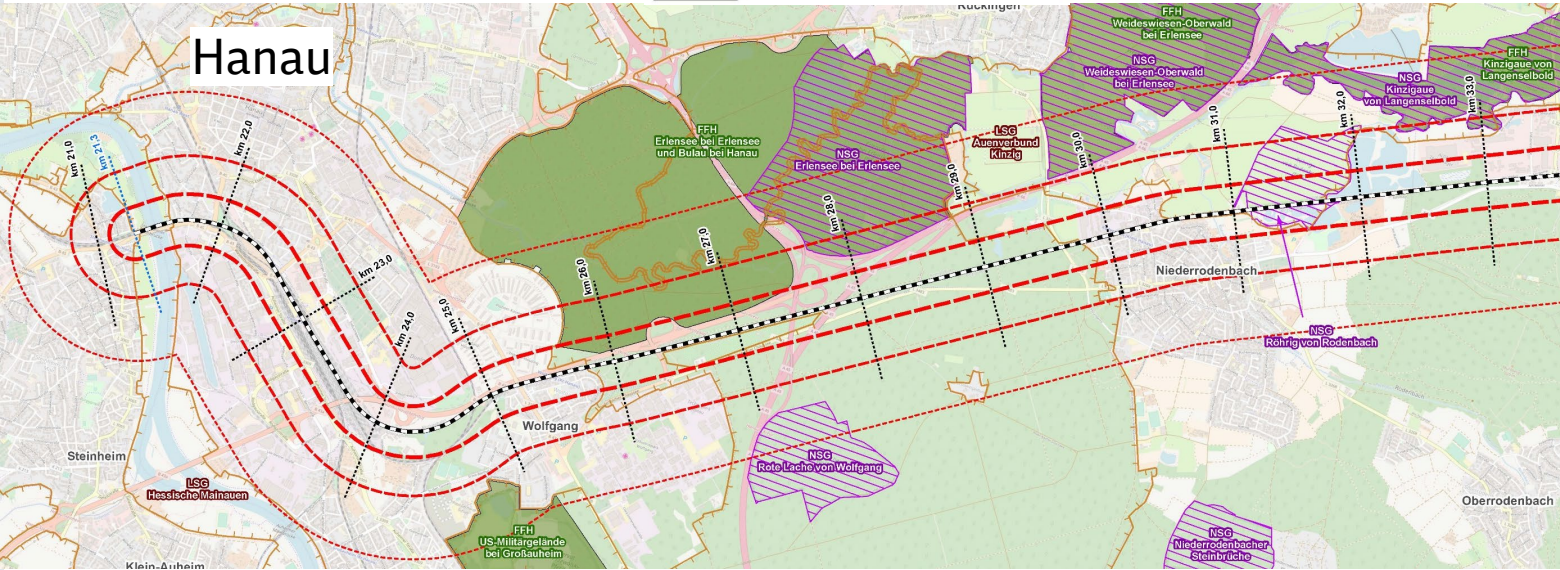 Hanau
Rückingen
FFH
Weideswiesen-Oberwald
bei Erlensee
NSG
Weideswiesen-Oberwald
bei Erlensee
FFH
Kinzigaue von
Langenselbold
NSG
Kinzigaue
von Langenselbold
FFH
Erlensee bei Erlensee
und Bulau bei Hanau
NSG
Erlensee bei Erlensee
LSG
Auenverbund
Kinzig
km 21,0
km 21,3
km 22,0
km 23,0
km 24,0
km 25,0
km 26,0
km 27,0
km 28,0
km 29,0
km 30,0
km 31,0
km 32,0
km 33,0
Niederrodenbach
NSG
Röhrig von Rodenbach
Rodenbach
Wolfgang
Steinheim
LSG
Hessische Mainauen
NSG
Rote Lache von Wolfgang
Oberrodenbach
FFH
US-Militärgelände
bei Großauheim
NSG
Niederrodenbacher
Steinbrüche
Klein-Auheim